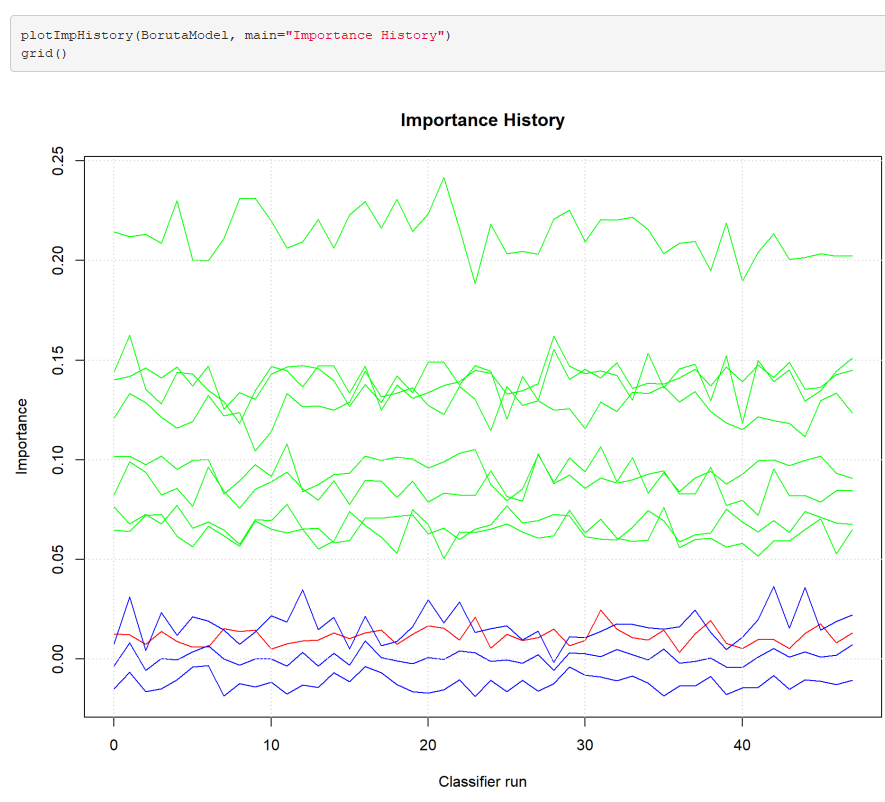 plotImpHistory(BorutaModel, main="Importance History")
grid()
Importance History
0.25
0.20
0.15
0.10
0.05
0.00
Importance
0 10 20 30 40
Classifier run